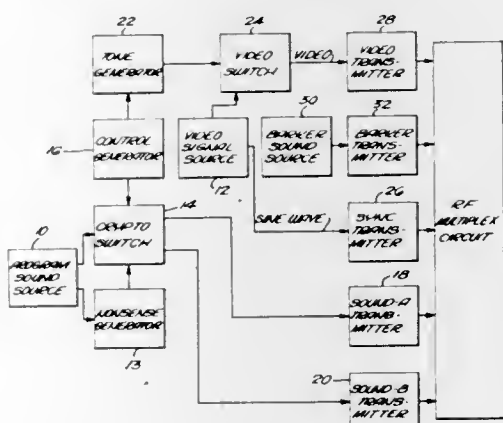 22
24
28
TONE
GENERATOR
VIDEO
SWITCH
VIDEO
VIDEO
TRANS-
MITTER
30
32
16
CONTROL
GENERATOR
VIDEO
SIGNAL
SOURCE
BARKER
SOUND
SOURCE
BARKER
TRANS-
MITTER
12
14
26
10
PROGRAM
SOUND
SOURCE
CRYPTO
SWITCH
SINE WAVE
SYNC
TRANS-
MITTER
RF
MULTIPLEX
CIRCUIT
18
NONSENSE
GENERATOR
SOUND-A
TRANS-
MITTER
13
20
SOUND-B
TRANS-
MITTER